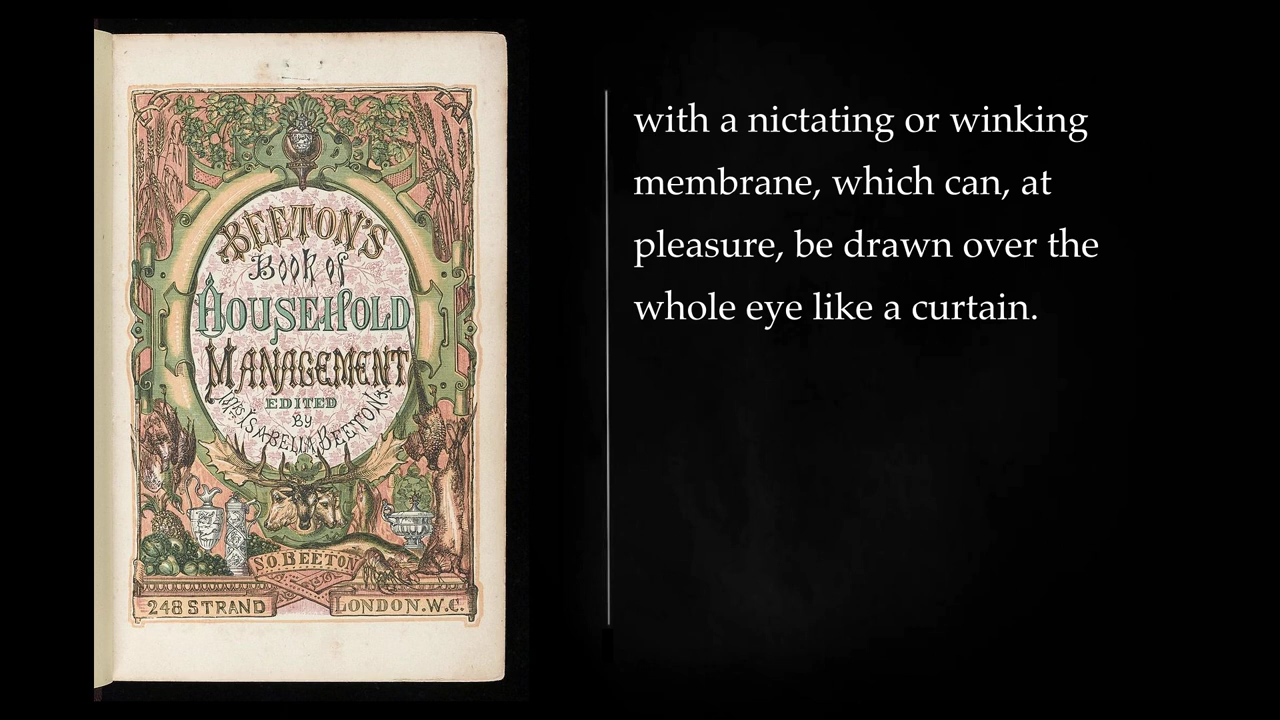 BEETON'S
Book of
HOUSEHOLD
MANAGEMENT
EDITED
BY
MRS ISABELLA BEETON
S.O. BEETON
248 STRAND
LONDON. W.C.
with a nictating or winking
membrane, which can, at
pleasure, be drawn over the
whole eye like a curtain.